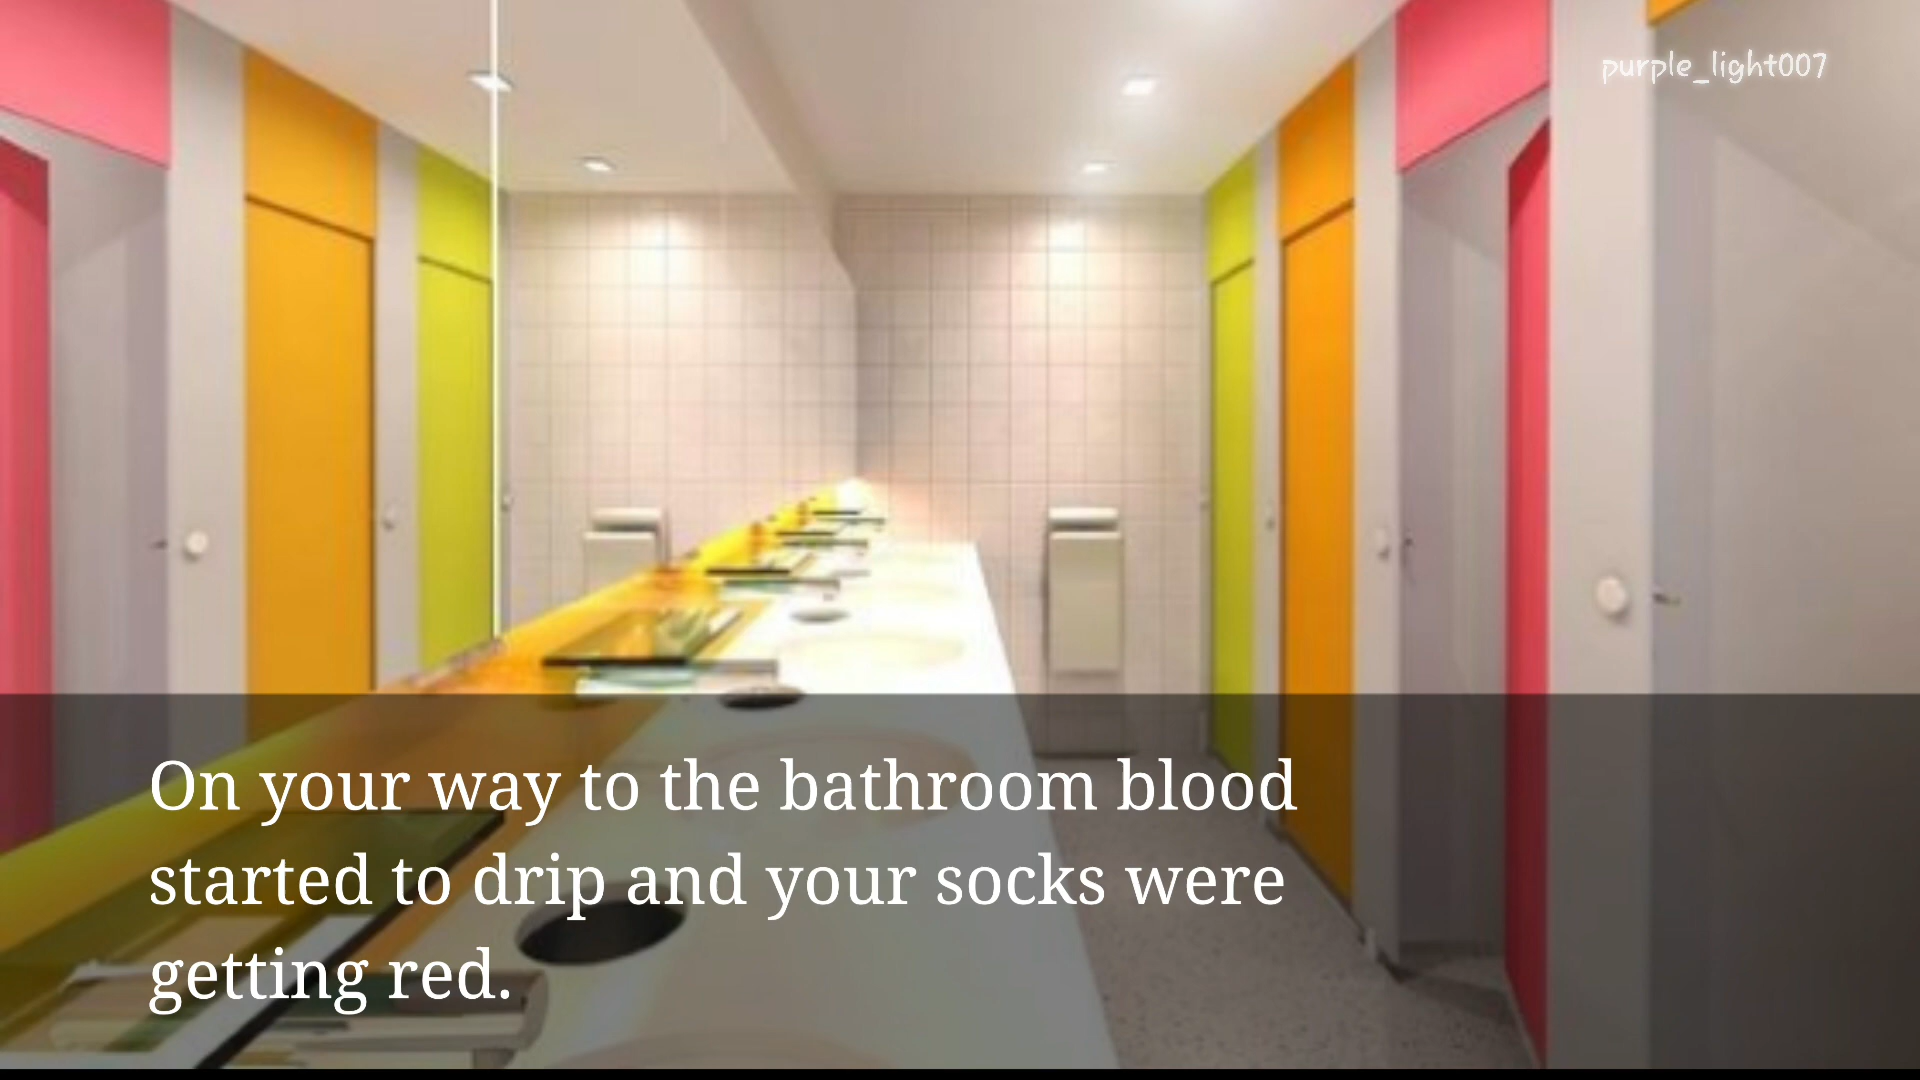 purple_light007
On your way to the bathroom blood
started to drip and your socks were
getting red.